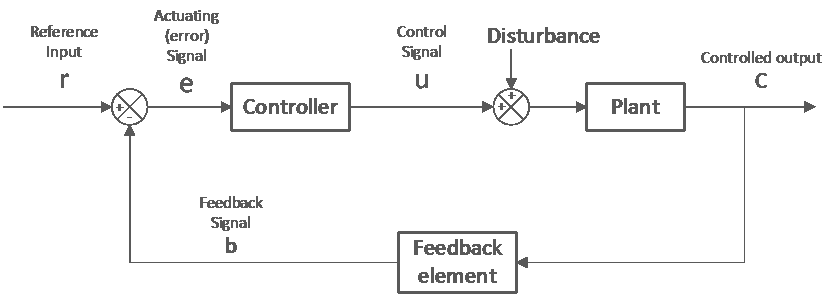 Reference
Input
r
Actuating
(error)
Signal
e
Controller
Control
Signal
u
Disturbance
Plant
Controlled output
C
+
-
+
+
Feedback
Signal
b
Feedback
element